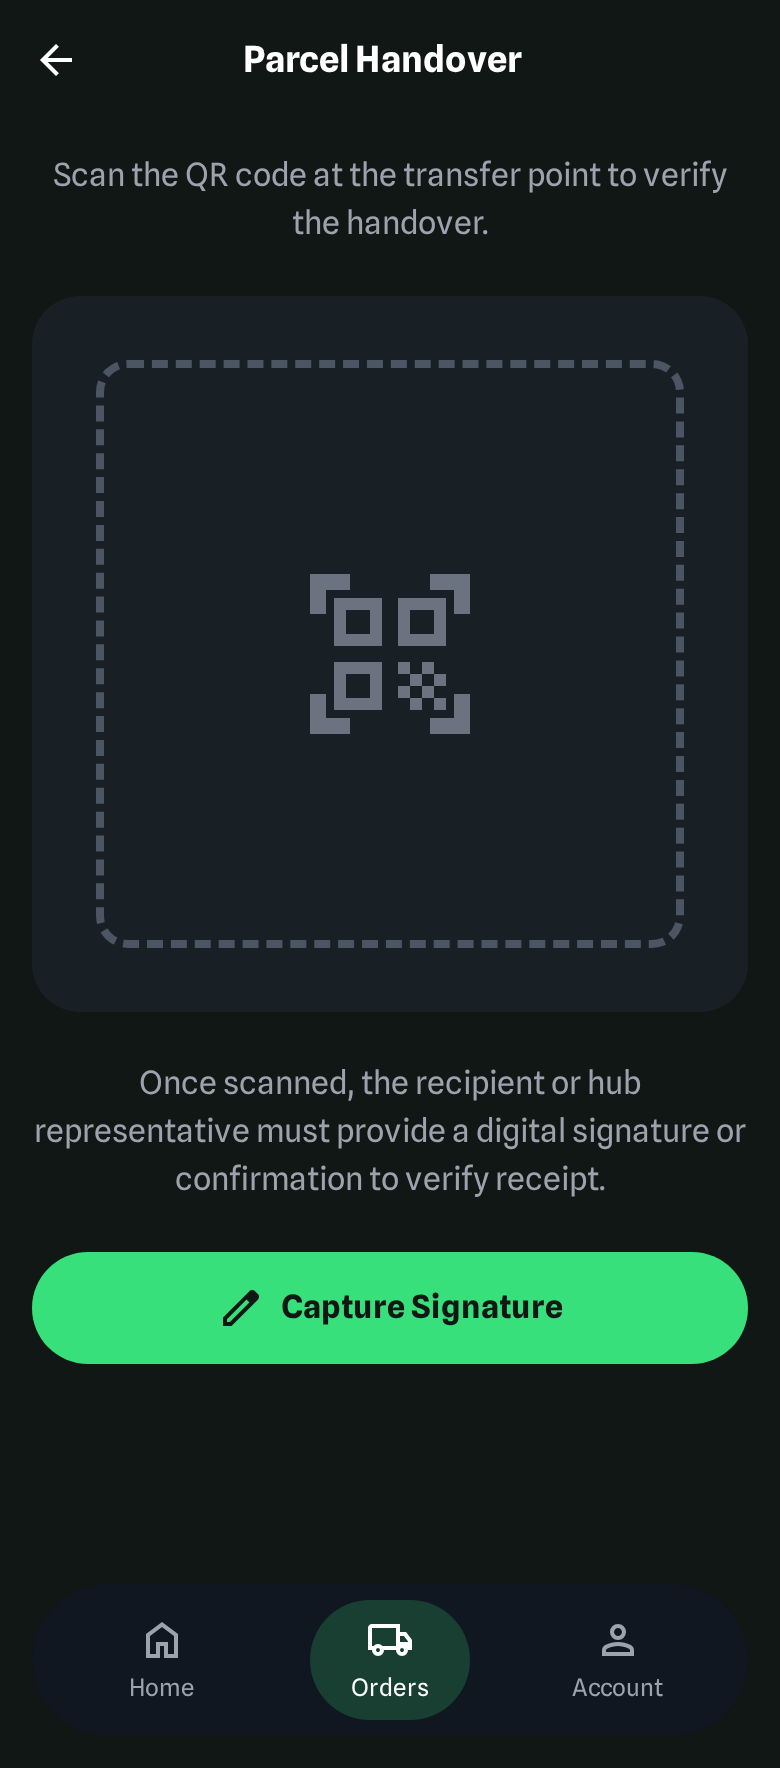 Parcel Handover
Scan the QR code at the transfer point to verify
the handover.
Once scanned, the recipient or hub
representative must provide a digital signature or
confirmation to verify receipt.
Capture Signature
Home
Orders
Account